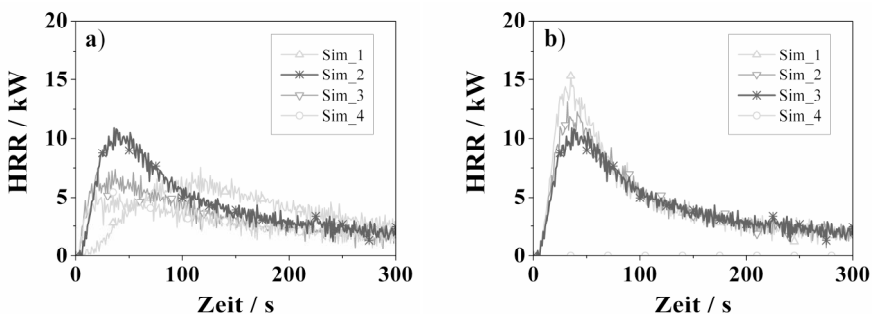 a)
Sim_1
Sim_2
Sim_3
Sim_4
HRR / kW
20
15
10
5
0
0 100 200 300
Zeit / s
b)
Sim_1
Sim_2
Sim_3
Sim_4
HRR / kW
20
15
10
5
0
0 100 200 300
Zeit / s